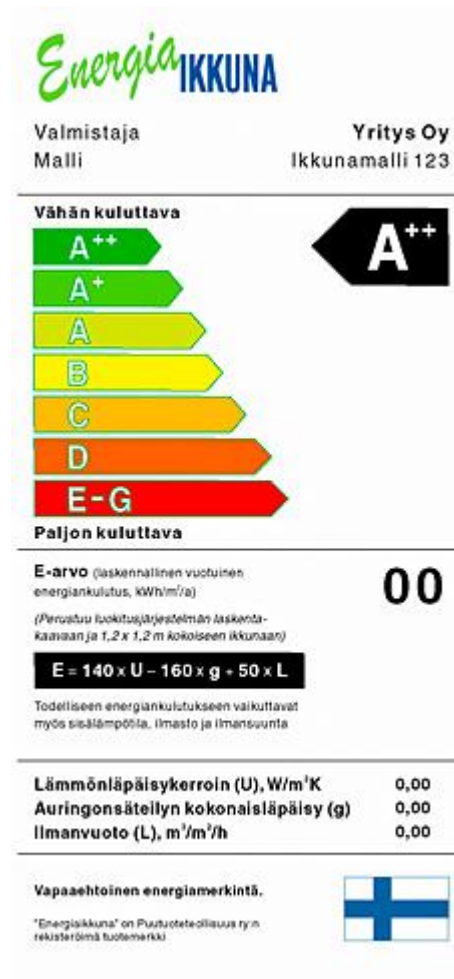 Energia IKKUNA
Valmistaja Yritys Oy
Malli Ikkunamalli 123
Vähän kuluttava
A++ A++
A+
A
B
C
D
E-G
Paljon kuluttava
E-arvo (laskennallinen vuotuinen
energiankulutus, kWh/m²/a) 00
(Perustuu luokitusjärjestelmän laskenta-
kaavaan ja 1,2 x 1,2 m kokoiseen ikkunaan)
E = 140 x U – 160 x g + 50 x L
Todelliseen energiankulutukseen vaikuttavat
myös sisälämpötila, ilmasto ja ilmansuunta
Lämmönläpäisykerroin (U), W/m²K 0,00
Auringonsäteilyn kokonaisläpäisy (g) 0,00
Ilmanvuoto (L), m³/m²/h 0,00
Vapaaehtoinen energiamerkintä.
"Energiaikkuna" on Puutuoteteollisuus ry:n
rekisteröimä tuotemerkki